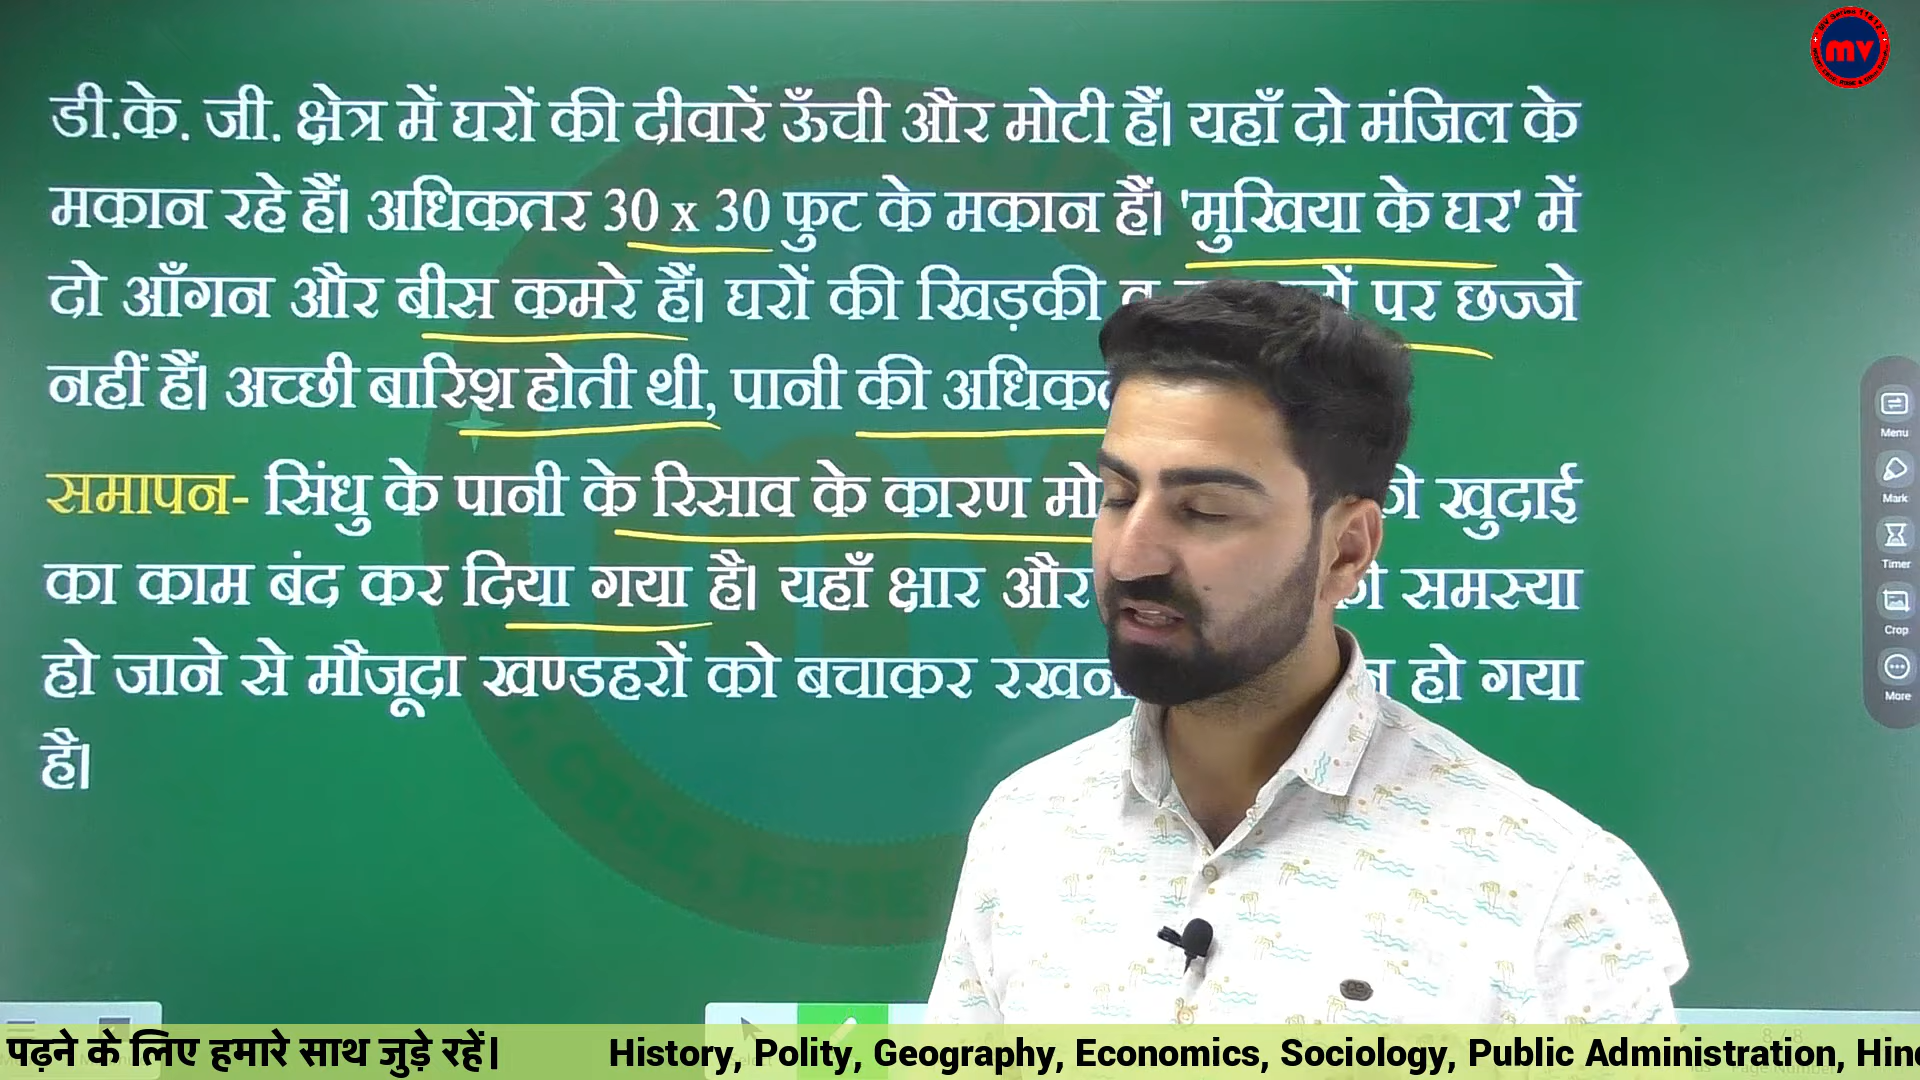 mv
डी.के. जी. क्षेत्र में घरों की दीवारें ऊँची और मोटी हैं। यहाँ दो मंजिल के
मकान रहे हैं। अधिकतर 30 x 30 फुट के मकान हैं। 'मुखिया के घर' में
दो आँगन और बीस कमरे हैं। घरों की खिड़की व पर छज्जे
नहीं हैं। अच्छी बारिश होती थी, पानी की
समापन- सिंधु के पानी के रिसाव के कारण खुदाई
का काम बंद कर दिया गया है। यहाँ क्षार और समस्या
हो जाने से मौजूदा खण्डहरों को बचाकर हो गया
है।
Menu
Mark
Timer
Crop
More
पढ़ने के लिए हमारे साथ जुड़े रहें।
History, Polity, Geography, Economics, Sociology, Public Administration,